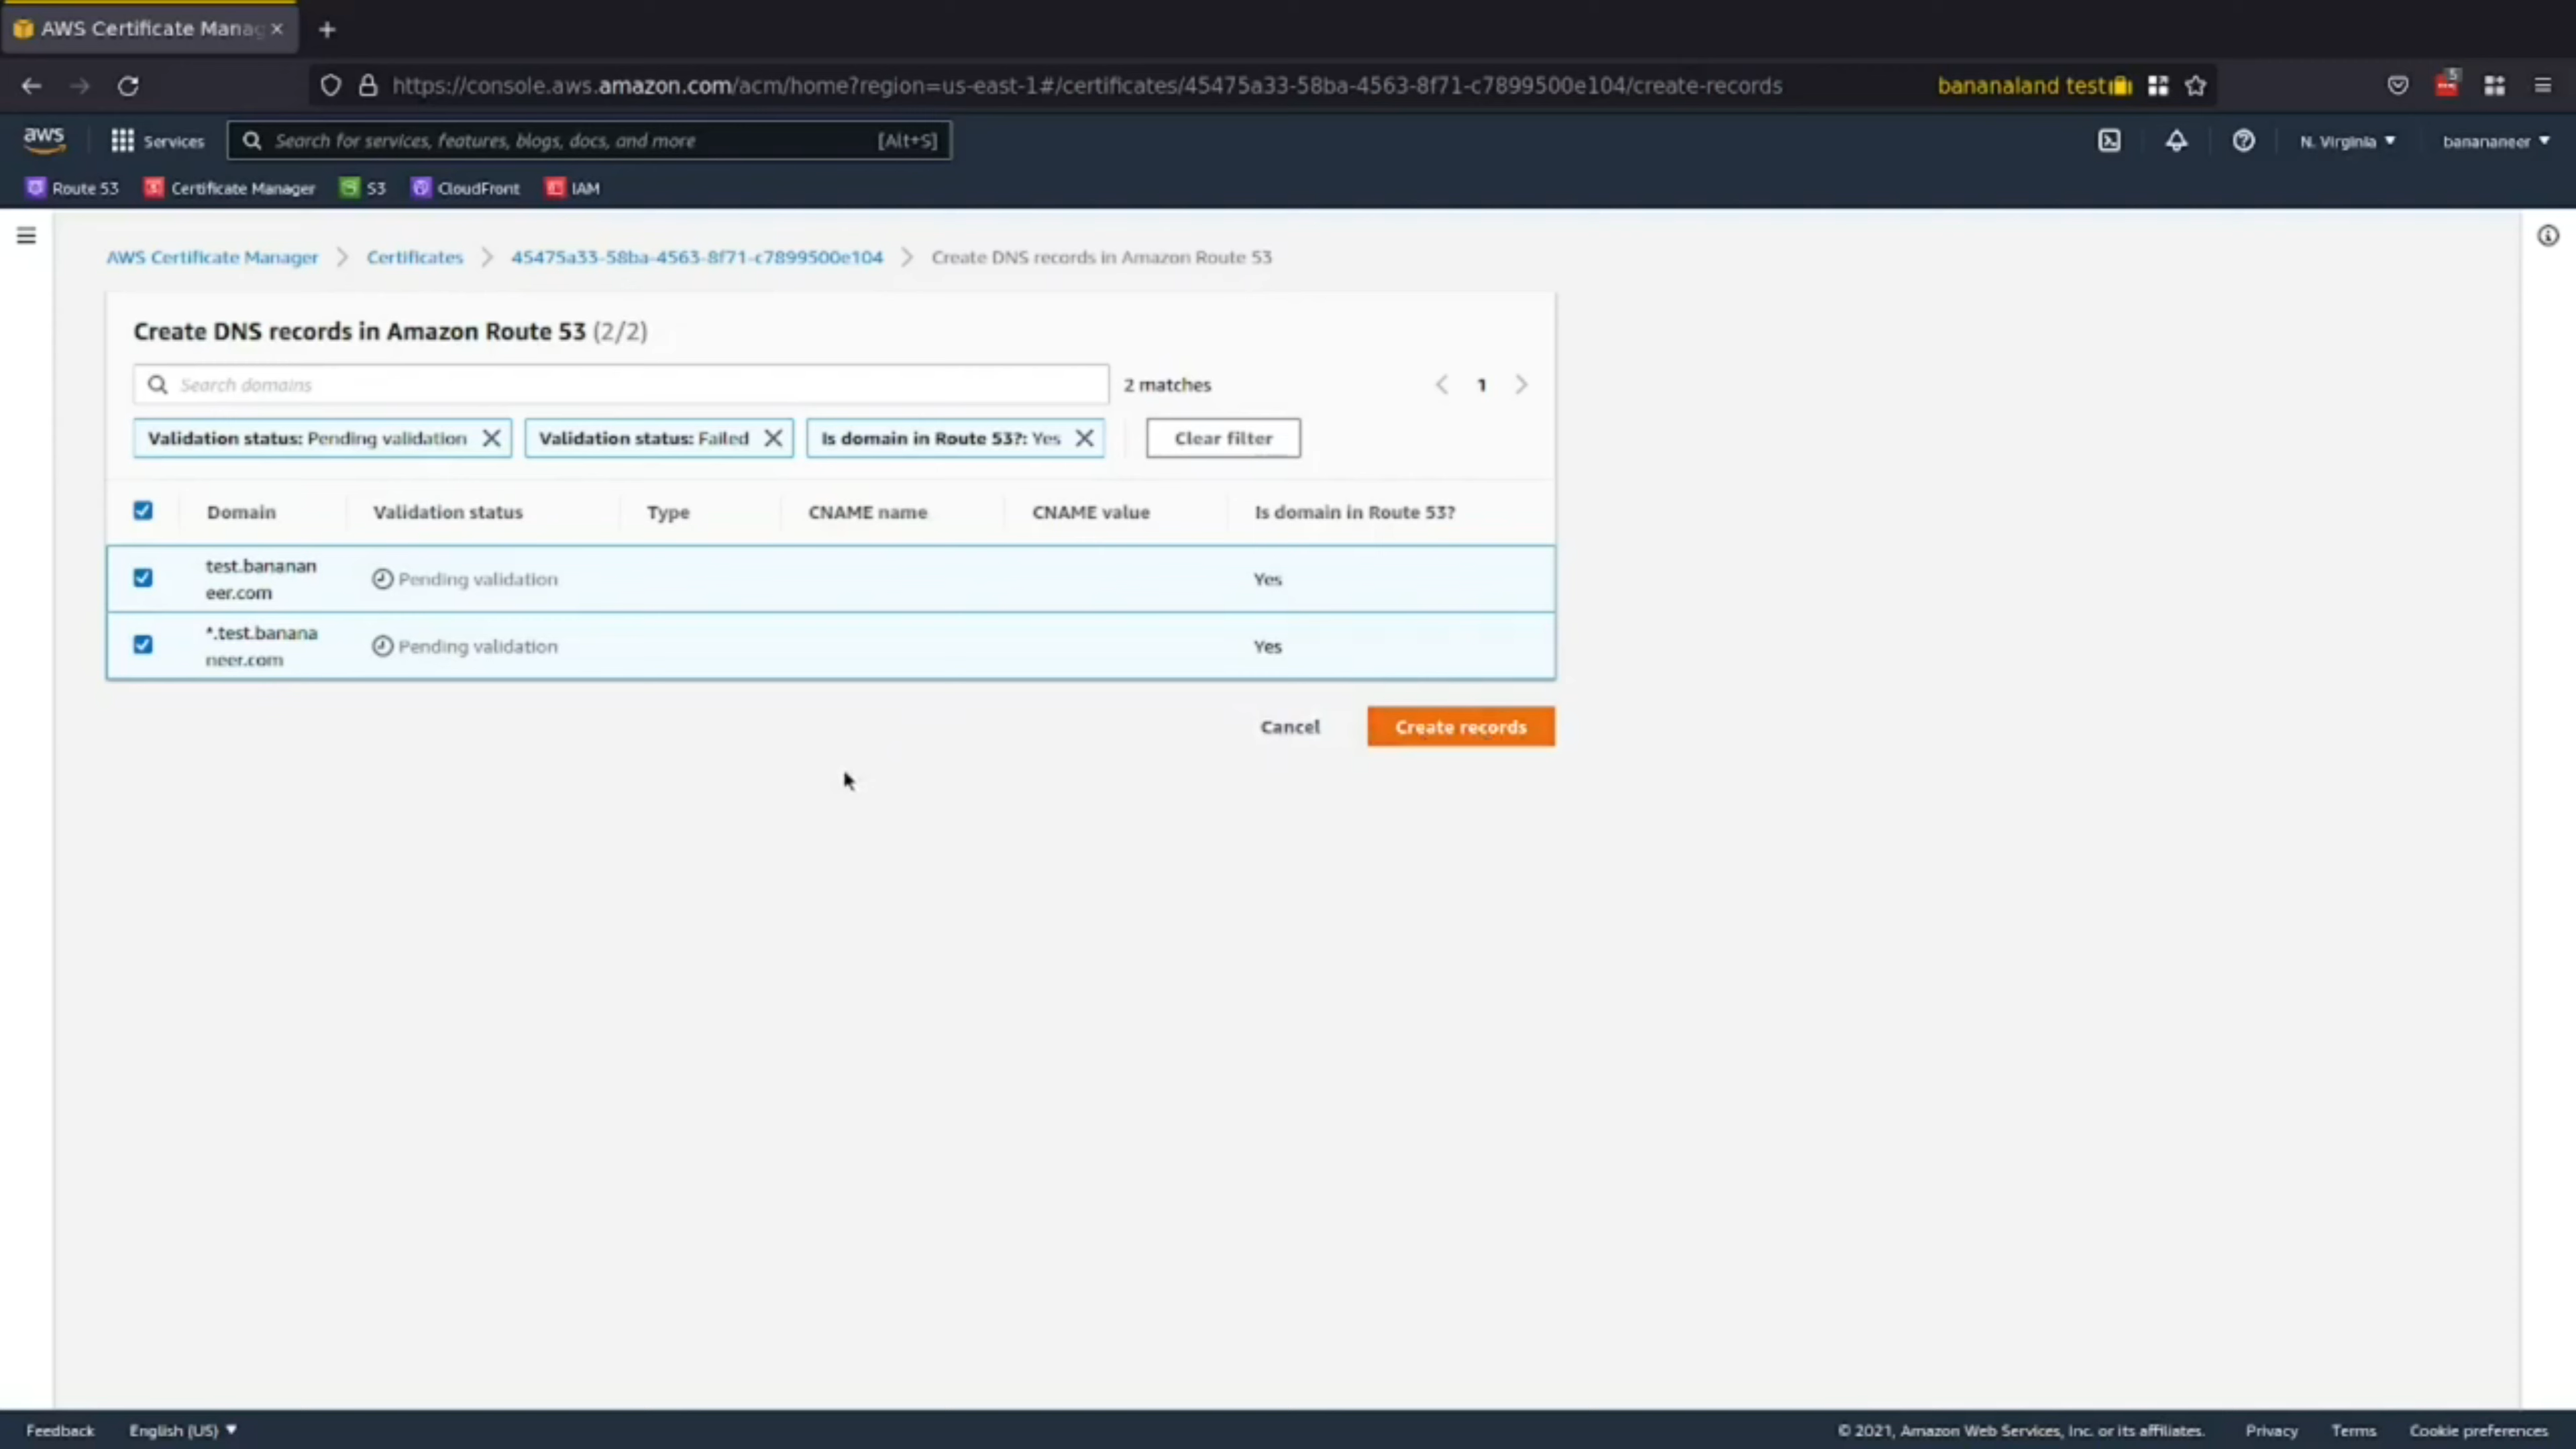 AWS Certificate Manag
https://console.aws.amazon.com/acm/home?region=us-east-1#/certificates/45475a33-58ba-4563-8f71-c7899500e104/create-records
bananaland test
5
aws
Services
Search for services, features, blogs, docs, and more
[Alt+S]
N. Virginia
banananeer
Route 53
Certificate Manager
S3
CloudFront
IAM
AWS Certificate Manager
Certificates
45475a33-58ba-4563-8f71-c7899500e104
Create DNS records in Amazon Route 53
Create DNS records in Amazon Route 53 (2/2)
Search domains
2 matches
1
Validation status: Pending validation
Validation status: Failed
Is domain in Route 53?: Yes
Clear filter
Domain
Validation status
Type
CNAME name
CNAME value
Is domain in Route 53?
test.banan­an
eer.com
Pending validation
Yes
*.test.banana
neer.com
Pending validation
Yes
Cancel
Create records
Feedback
English (US)
© 2021, Amazon Web Services, Inc. or its affiliates.
Privacy
Terms
Cookie preferences